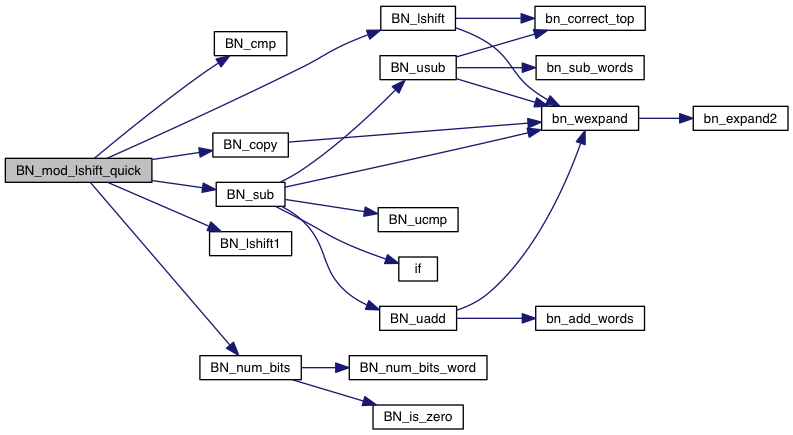 BN_lshift
bn_correct_top
BN_cmp
BN_usub
bn_sub_words
bn_wexpand
bn_expand2
BN_copy
BN_mod_lshift_quick
BN_sub
BN_ucmp
BN_lshift1
if
BN_uadd
bn_add_words
BN_num_bits
BN_num_bits_word
BN_is_zero